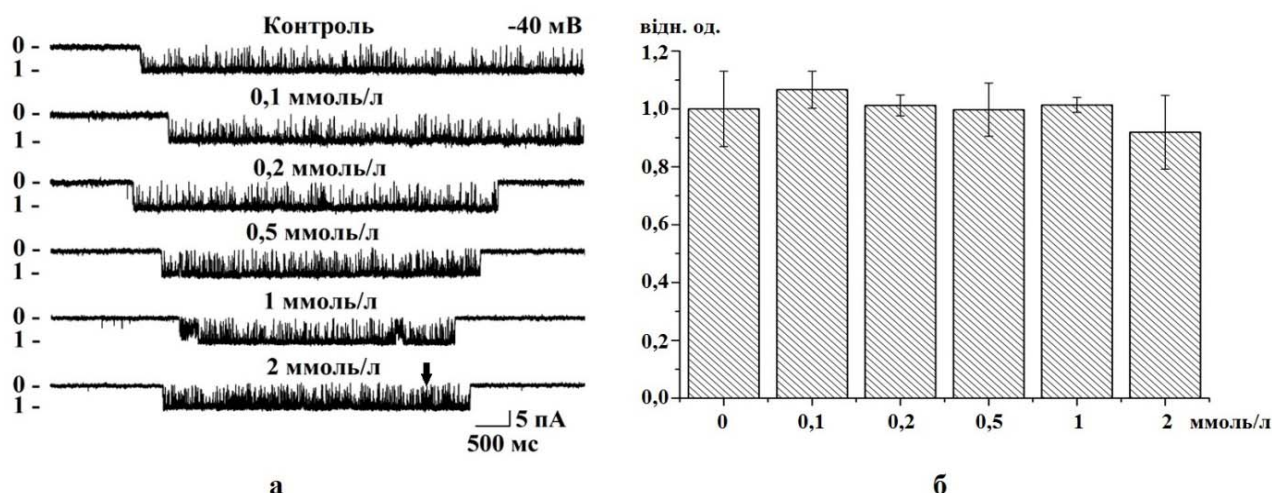 Контроль -40 мВ
0 -
1 -
0,1 ммоль/л
0 -
1 -
0,2 ммоль/л
0 -
1 -
0,5 ммоль/л
0 -
1 -
1 ммоль/л
0 -
1 -
2 ммоль/л
0 -
1 -
5 пА
500 мс
а
відн. од.
1,2
1,0
0,8
0,6
0,4
0,2
0,0
0 0,1 0,2 0,5 1 2 ммоль/л
б